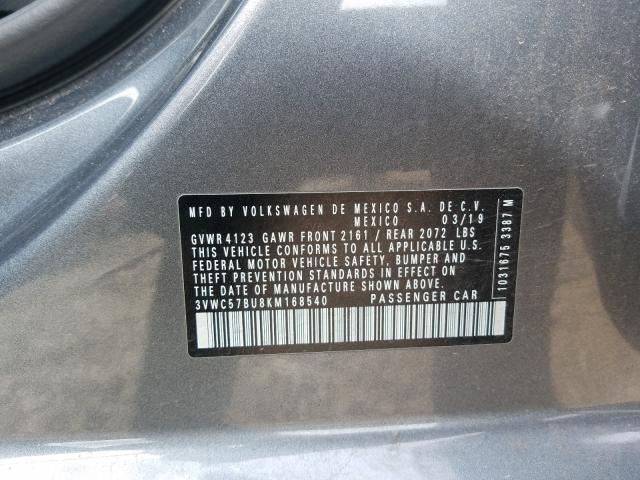 MFD BY VOLKSWAGEN DE MEXICO S.A. DE C.V.
MEXICO 03/19
GVWR 4123 GAWR FRONT 2161 / REAR 2072 LBS
THIS VEHICLE CONFORMS TO ALL APPLICABLE U.S.
FEDERAL MOTOR VEHICLE SAFETY, BUMPER AND
THEFT PREVENTION STANDARDS IN EFFECT ON
THE DATE OF MANUFACTURE SHOWN ABOVE.
3VWC57BU8KM168540 PASSENGER CAR
1031675 3387 M